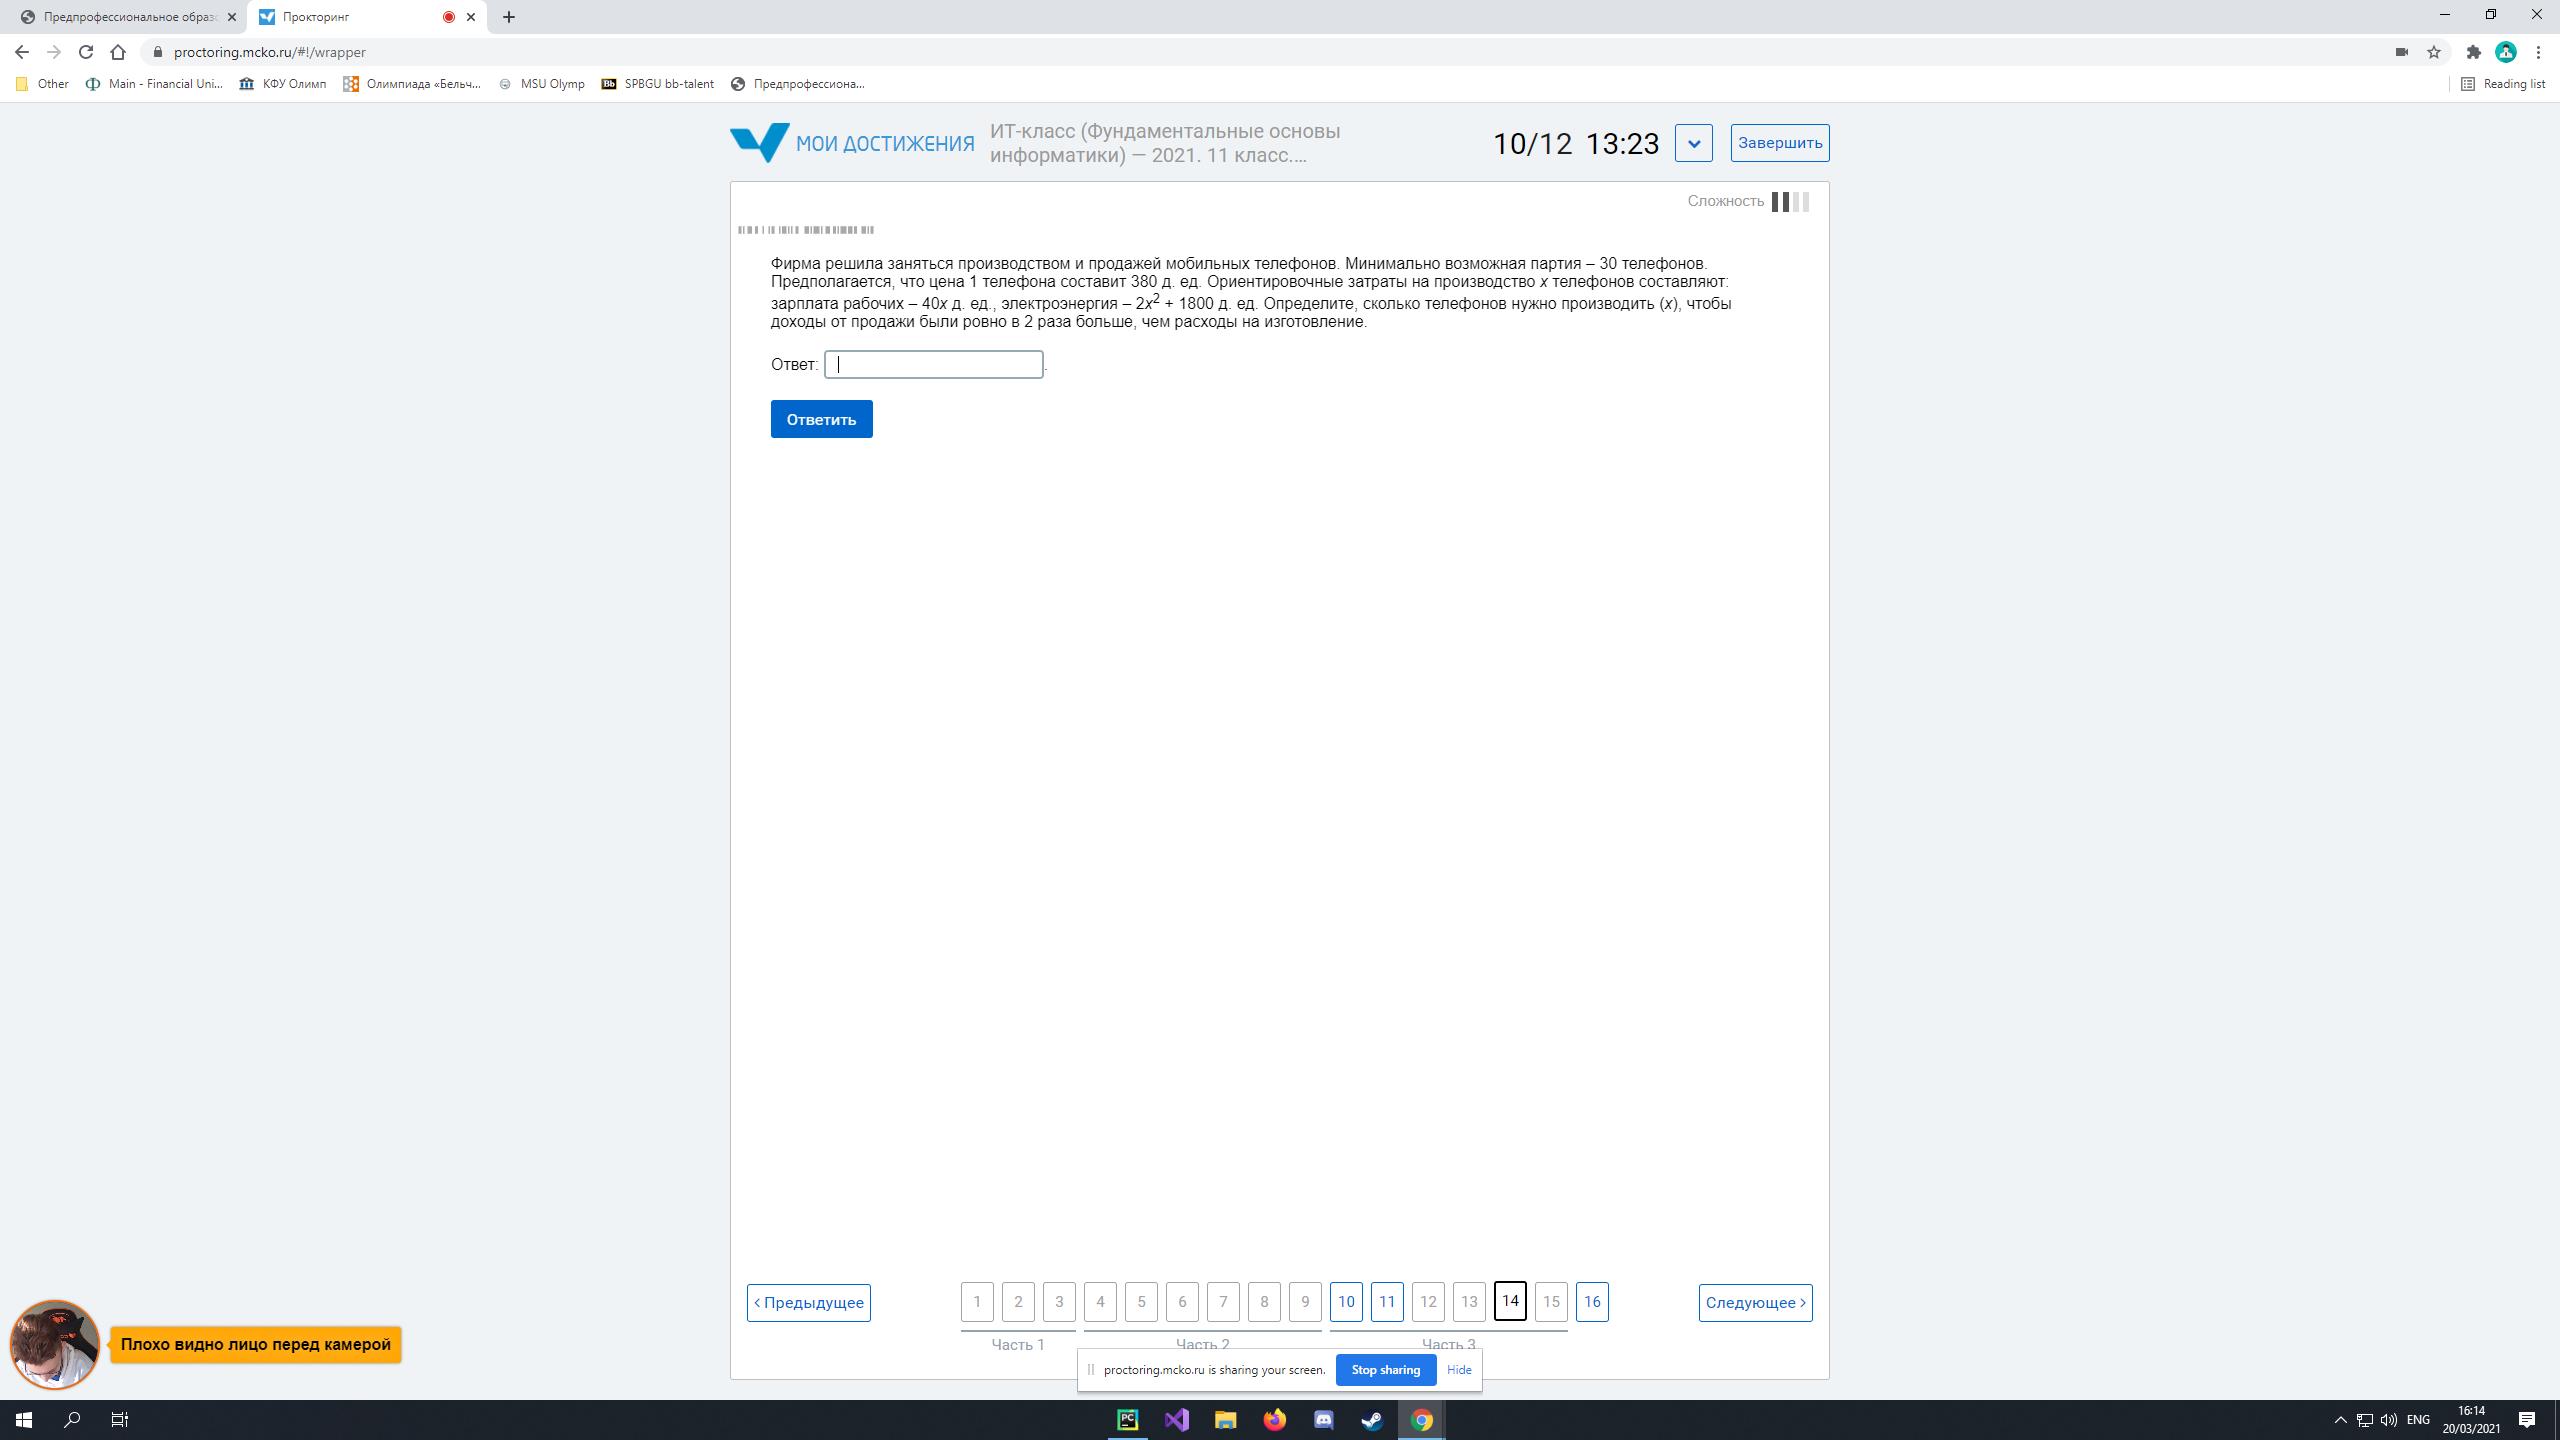 Предпрофессиональное образо
Прокторинг
proctoring.mcko.ru/#!/wrapper
Other
Main - Financial Uni...
КФУ Олимп
Олимпиада «Бельч...
MSU Olymp
Bb
SPBGU bb-talent
Предпрофессиона...
Reading list
МОИ ДОСТИЖЕНИЯ
ИТ-класс (Фундаментальные основы
информатики) — 2021. 11 класс....
10/12 13:23
Завершить
Сложность
Фирма решила заняться производством и продажей мобильных телефонов. Минимально возможная партия – 30 телефонов.
Предполагается, что цена 1 телефона составит 380 д. ед. Ориентировочные затраты на производство x телефонов составляют:
зарплата рабочих – 40x д. ед., электроэнергия – 2x² + 1800 д. ед. Определите, сколько телефонов нужно производить (x), чтобы
доходы от продажи были ровно в 2 раза больше, чем расходы на изготовление.
Ответ: .
Ответить
‹ Предыдущее
1 2 3 4 5 6 7 8 9 10 11 12 13 14 15 16
Следующее ›
Часть 1
Часть 2
Часть 3
Плохо видно лицо перед камерой
proctoring.mcko.ru is sharing your screen.
Stop sharing
Hide
PC
ENG
16:14
20/03/2021